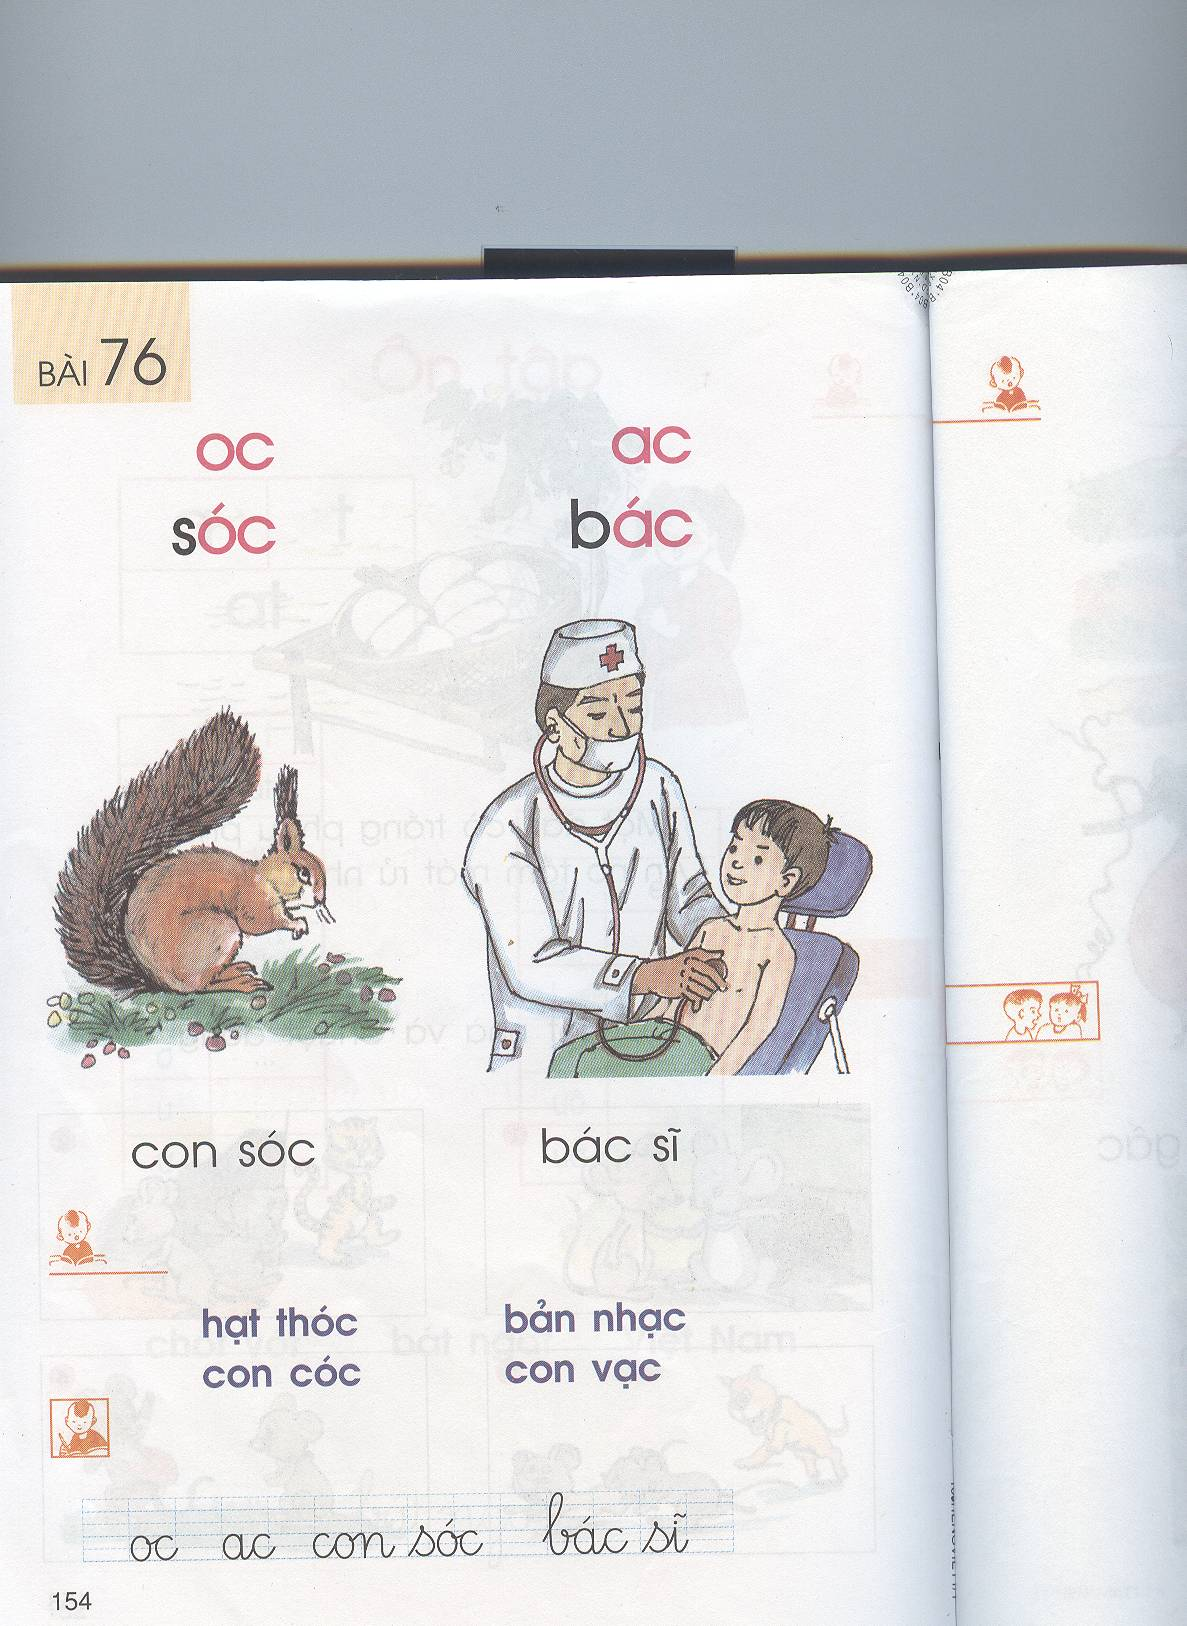 BÀI 76
oc ac
sóc bác
con sóc bác sĩ
hạt thóc bản nhạc
con cóc con vạc
oc ac con sóc bác sĩ
154